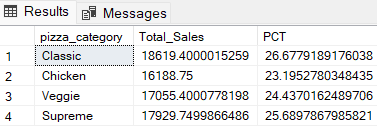 Results Messages
pizza_category Total_Sales PCT
1 Classic 18619.4000015259 26.6779189176038
2 Chicken 16188.75 23.1952780348435
3 Veggie 17055.4000778198 24.4370162489706
4 Supreme 17929.7499866486 25.6897867985821